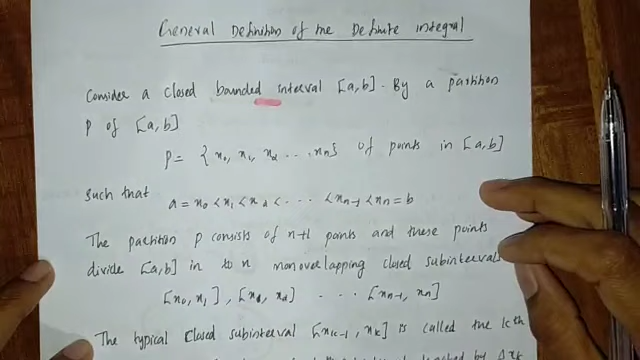 General Definition of the Definite integral
Consider a closed bounded interval [a,b]. By a partition
P of [a,b]
P = { x₀, x₁, x₂ ... xₙ} of points in [a,b]
such that a = x₀ < x₁ < x₂ < ... < xₙ₋₁ < xₙ = b
The partition P consists of n+1 points and these points
divide [a,b] in to n nonoverlapping closed subintervals
[x₀, x₁], [x₁, x₂] ... [xₙ₋₁, xₙ]
The typical closed subinterval [xₖ₋₁, xₖ] is called the kth
by Δxₖ